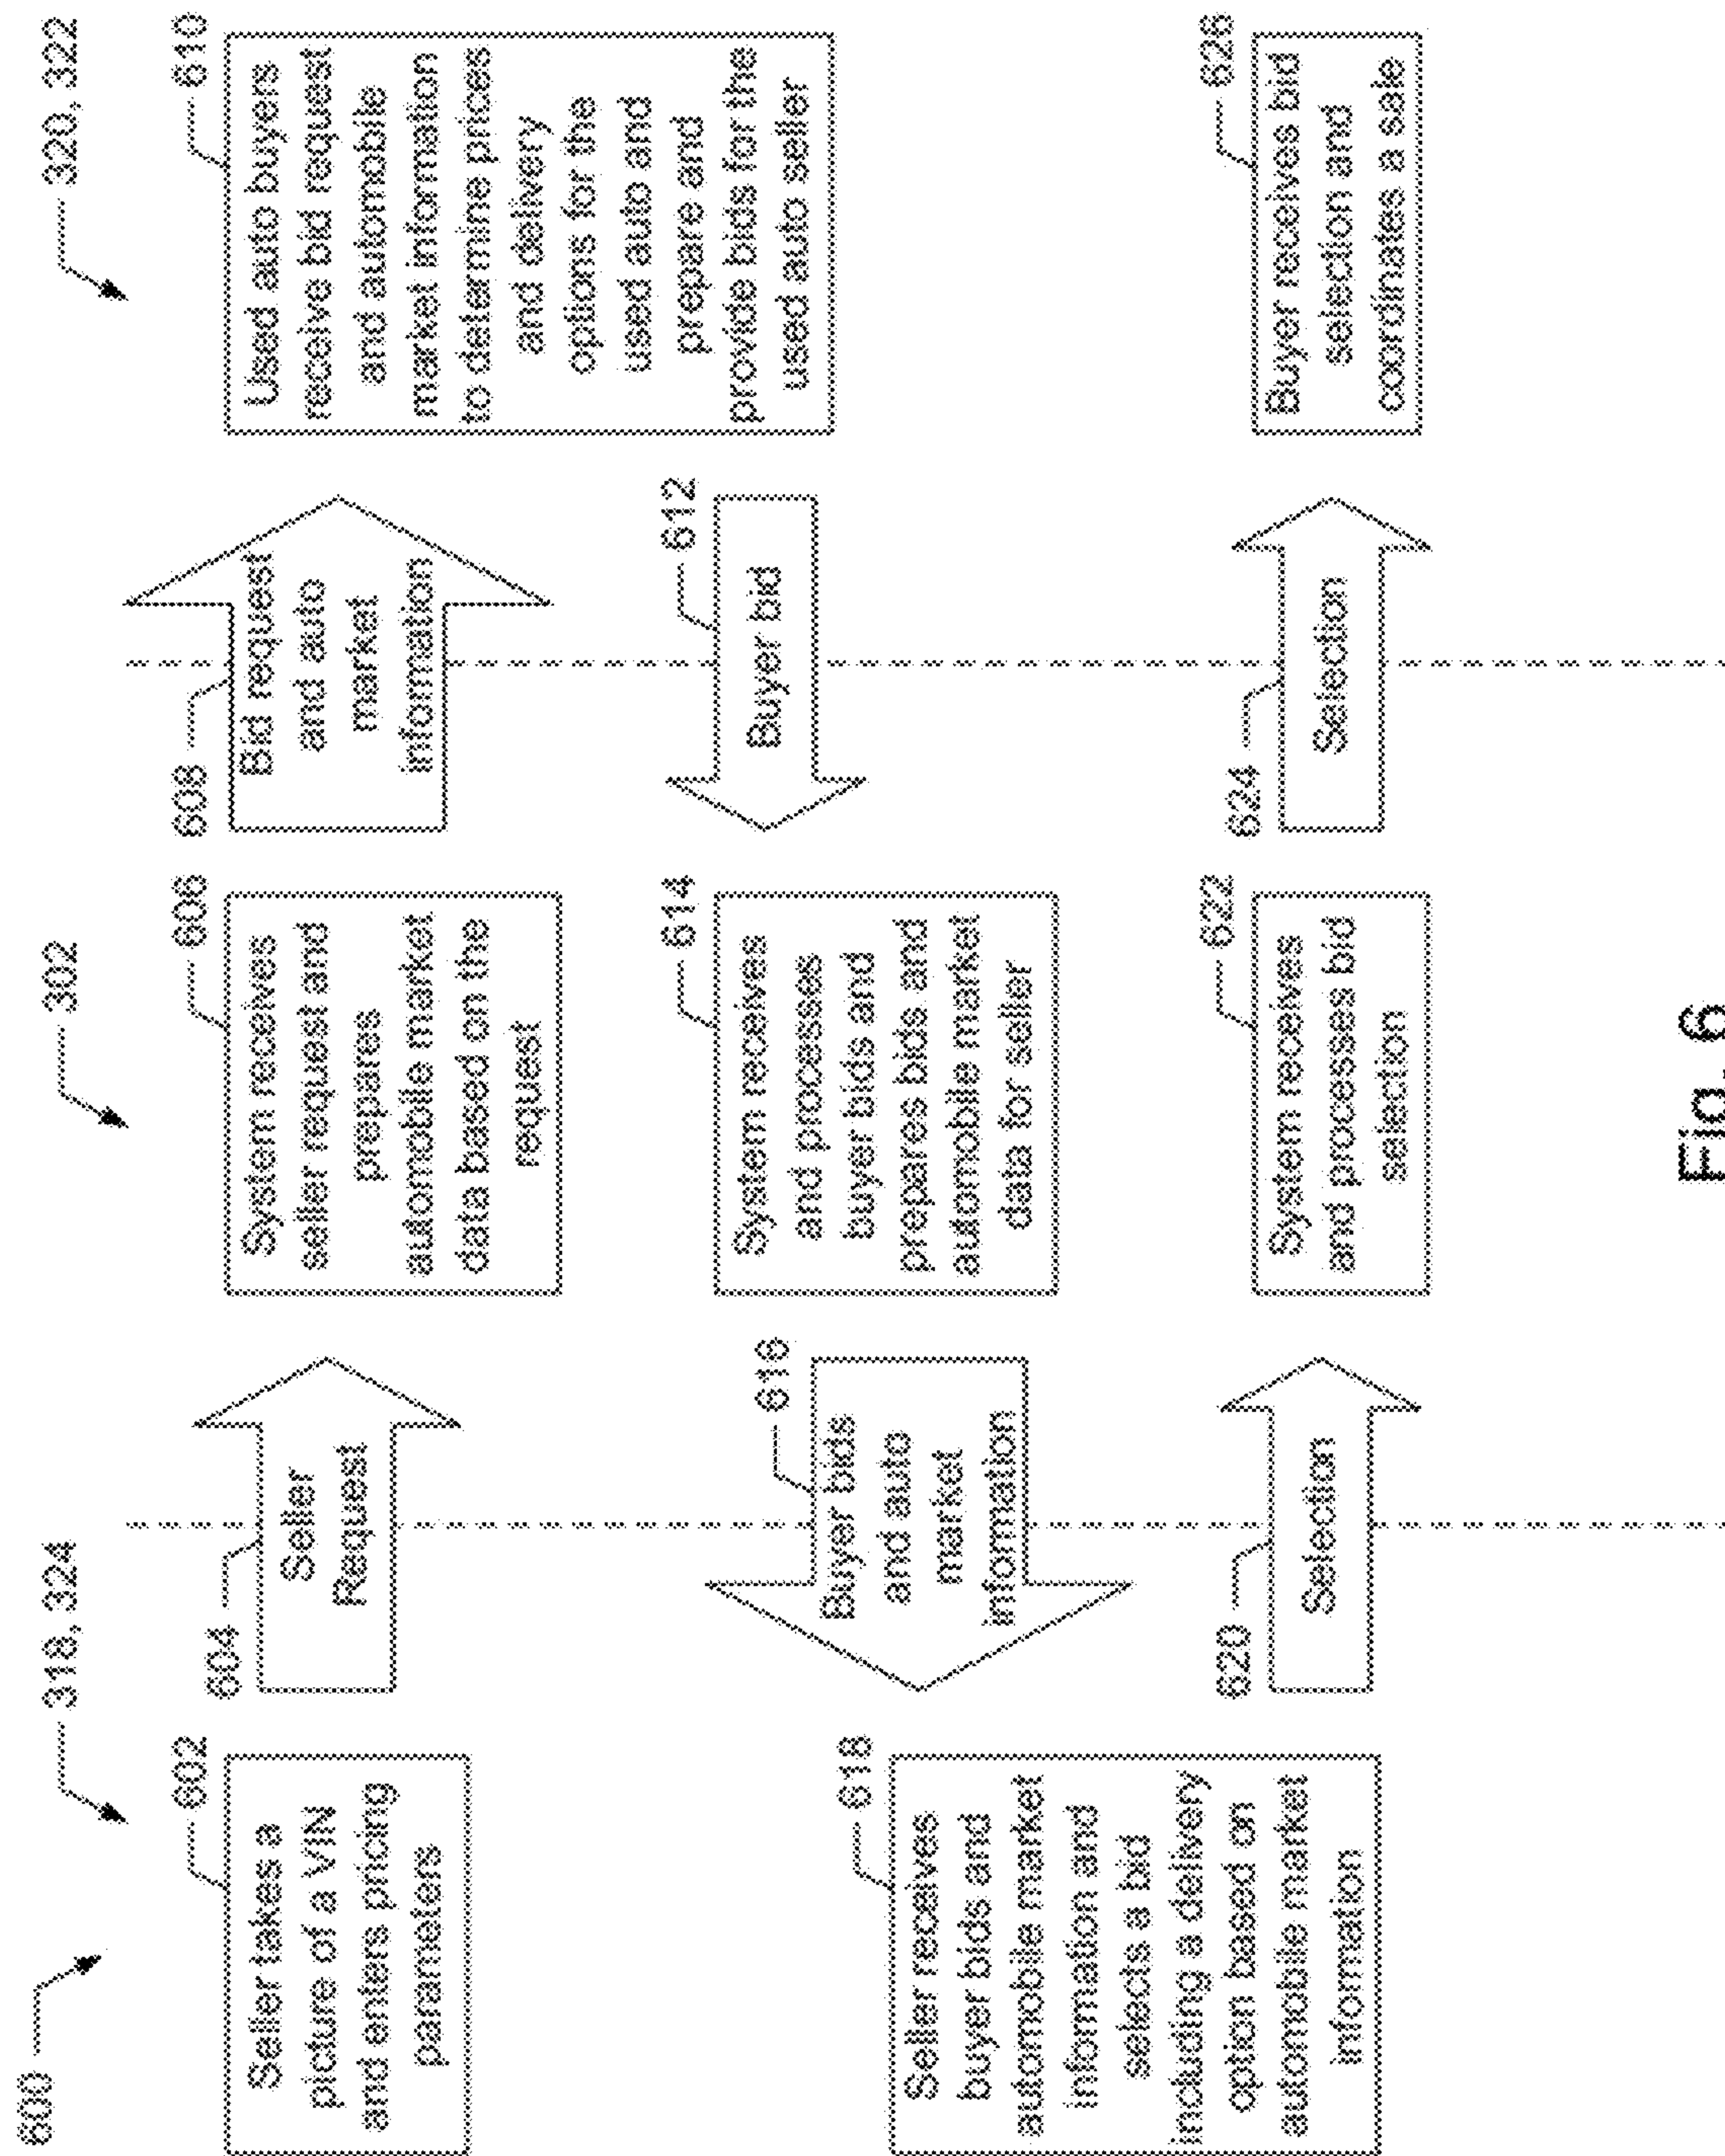 600
318, 324
302
320, 322
602
Seller takes a
picture of a VIN
and enters pricing
parameters
604
Seller
Request
606
System receives
seller request and
prepares
automobile market
data based on the
request
608
Bid request
and auto
market
information
610
Used auto buyers
receive bid request
and automobile
market information
to determine prices
and delivery
options for the
used auto and
prepare and
provide bids for the
used auto seller
612
Buyer bid
614
System receives
and processes
buyer bids and
prepares bids and
automobile market
data for seller
616
Buyer bids
and auto
market
information
618
Seller receives
buyer bids and
automobile market
information and
selects a bid
including a delivery
option based on
automobile market
information
620
Selection
622
System receives
and processes bid
selection
624
Selection
626
Buyer receives bid
selection and
coordinates a sale
Fig. 6